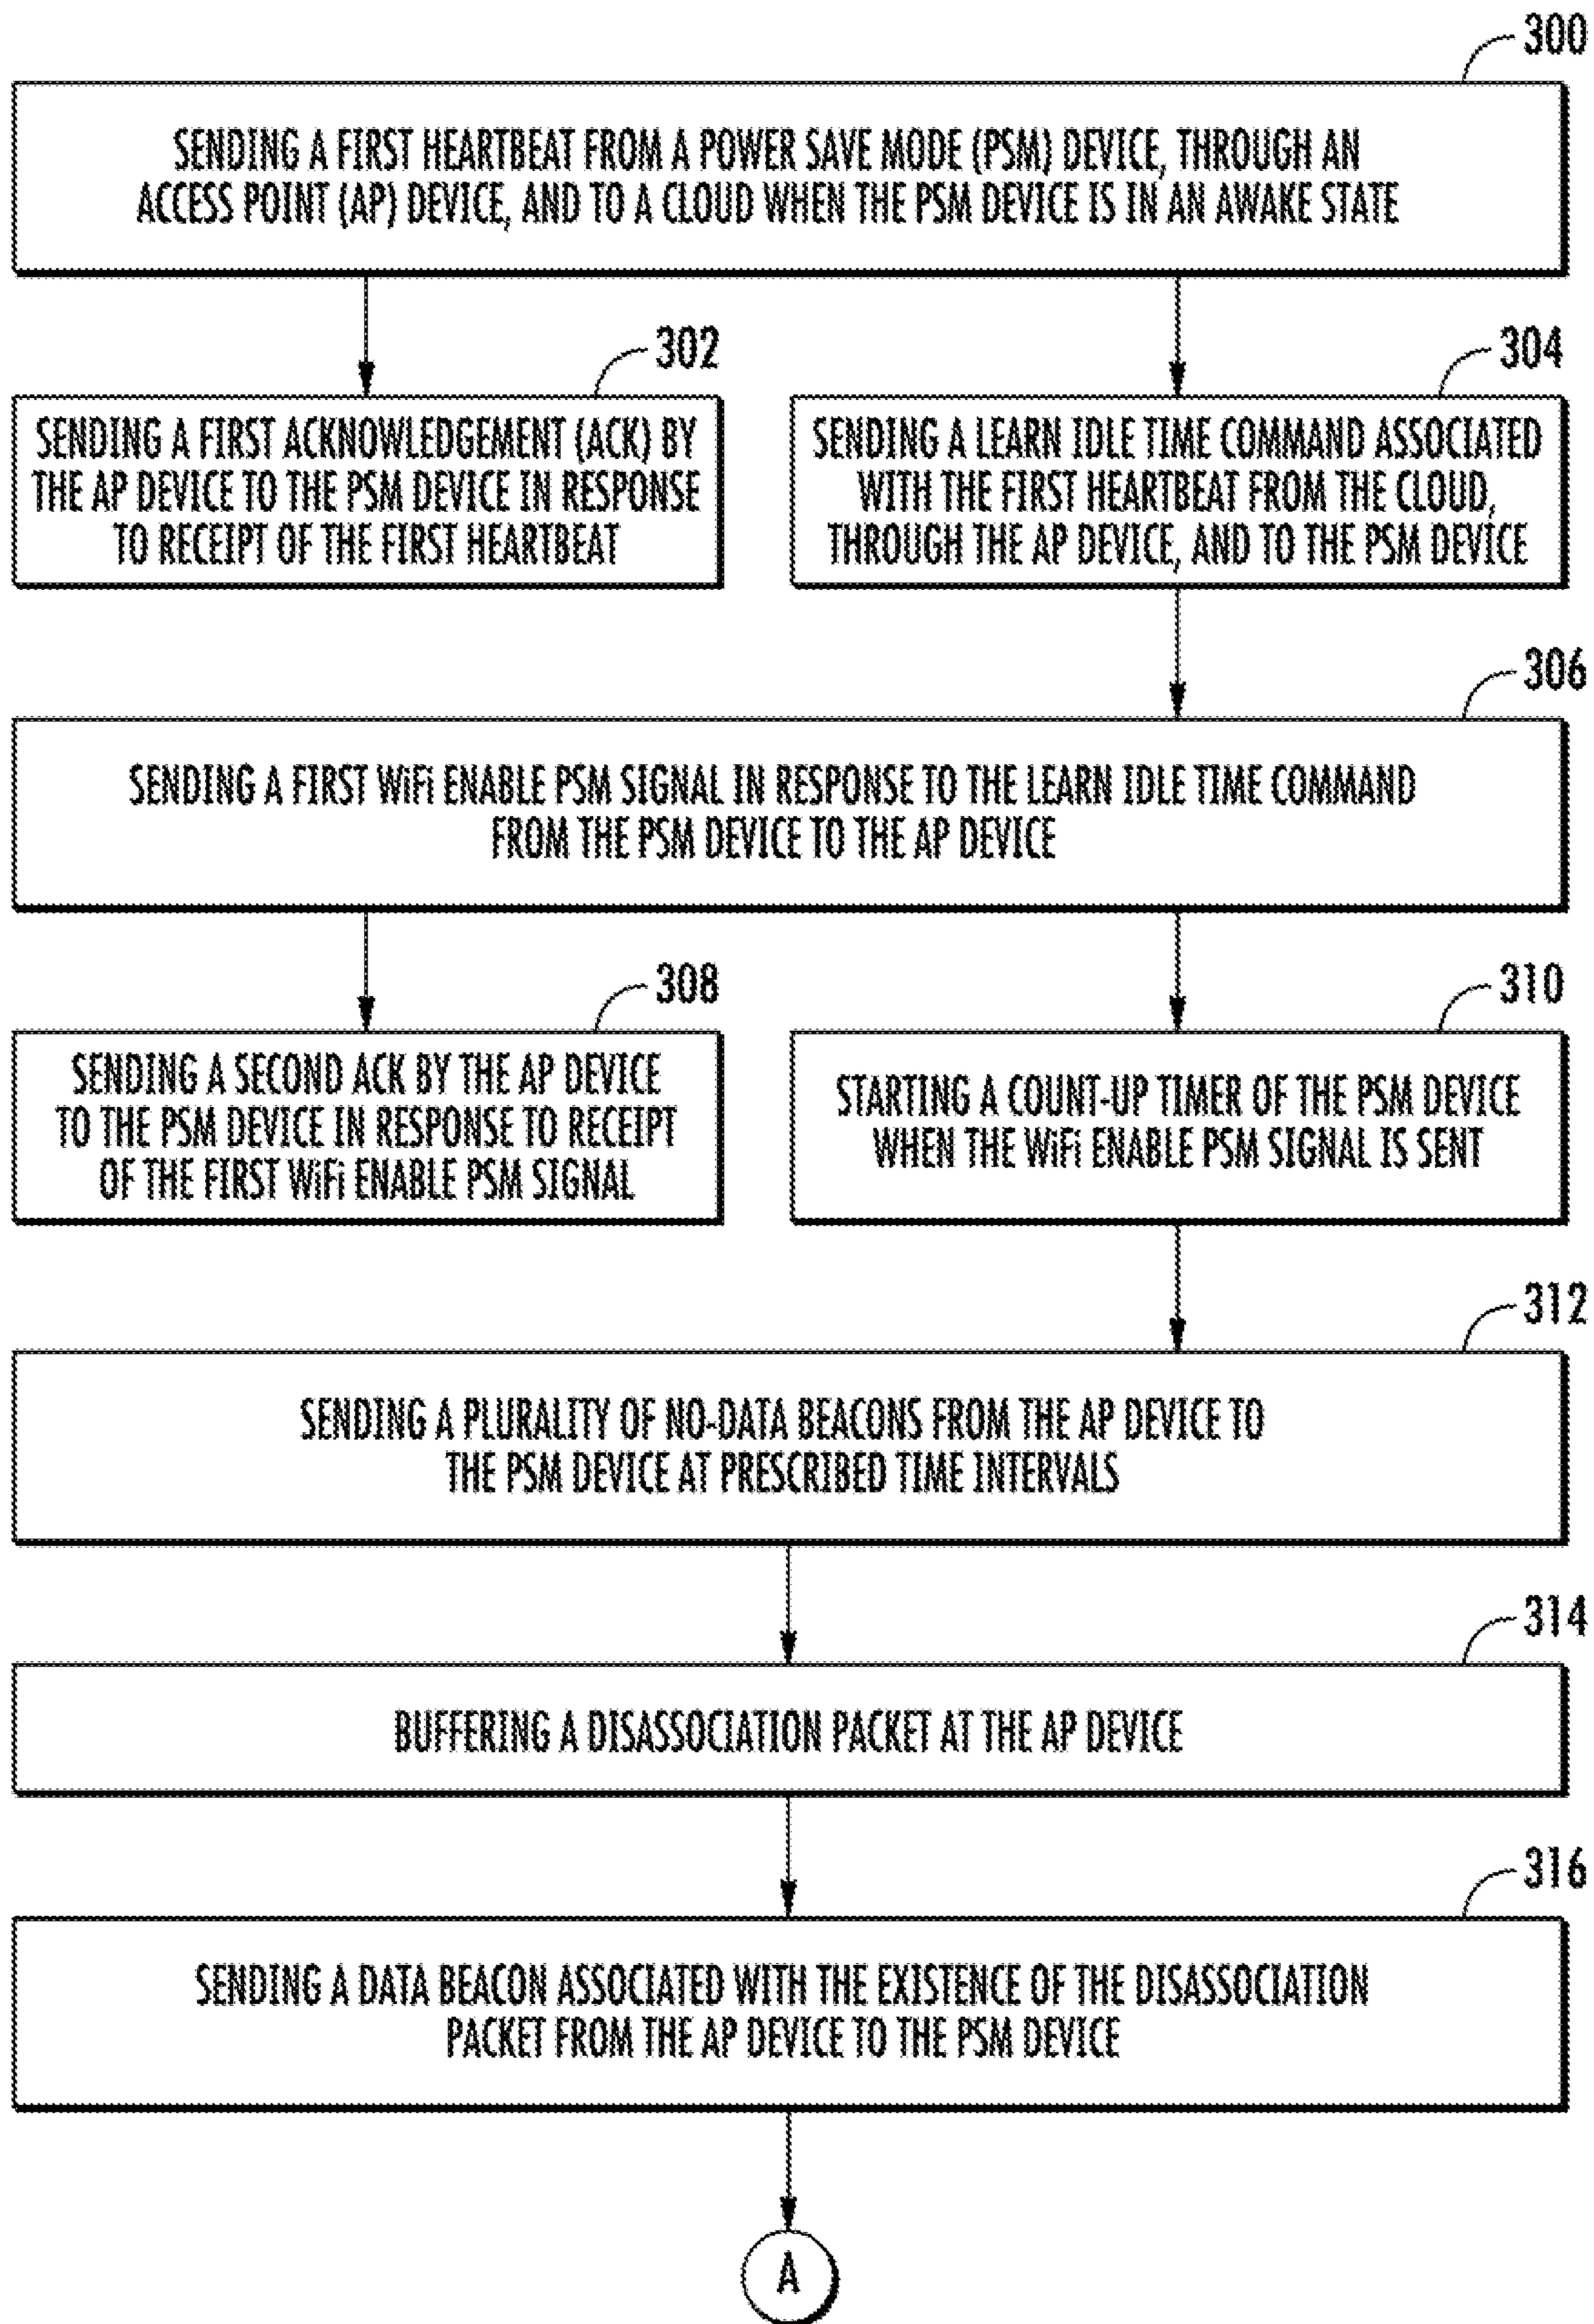 300
SENDING A FIRST HEARTBEAT FROM A POWER SAVE MODE (PSM) DEVICE, THROUGH AN
ACCESS POINT (AP) DEVICE, AND TO A CLOUD WHEN THE PSM DEVICE IS IN AN AWAKE STATE
302
SENDING A FIRST ACKNOWLEDGEMENT (ACK) BY
THE AP DEVICE TO THE PSM DEVICE IN RESPONSE
TO RECEIPT OF THE FIRST HEARTBEAT
304
SENDING A LEARN IDLE TIME COMMAND ASSOCIATED
WITH THE FIRST HEARTBEAT FROM THE CLOUD,
THROUGH THE AP DEVICE, AND TO THE PSM DEVICE
306
SENDING A FIRST WiFi ENABLE PSM SIGNAL IN RESPONSE TO THE LEARN IDLE TIME COMMAND
FROM THE PSM DEVICE TO THE AP DEVICE
308
SENDING A SECOND ACK BY THE AP DEVICE
TO THE PSM DEVICE IN RESPONSE TO RECEIPT
OF THE FIRST WiFi ENABLE PSM SIGNAL
310
STARTING A COUNT-UP TIMER OF THE PSM DEVICE
WHEN THE WiFi ENABLE PSM SIGNAL IS SENT
312
SENDING A PLURALITY OF NO-DATA BEACONS FROM THE AP DEVICE TO
THE PSM DEVICE AT PRESCRIBED TIME INTERVALS
314
BUFFERING A DISASSOCIATION PACKET AT THE AP DEVICE
316
SENDING A DATA BEACON ASSOCIATED WITH THE EXISTENCE OF THE DISASSOCIATION
PACKET FROM THE AP DEVICE TO THE PSM DEVICE
A